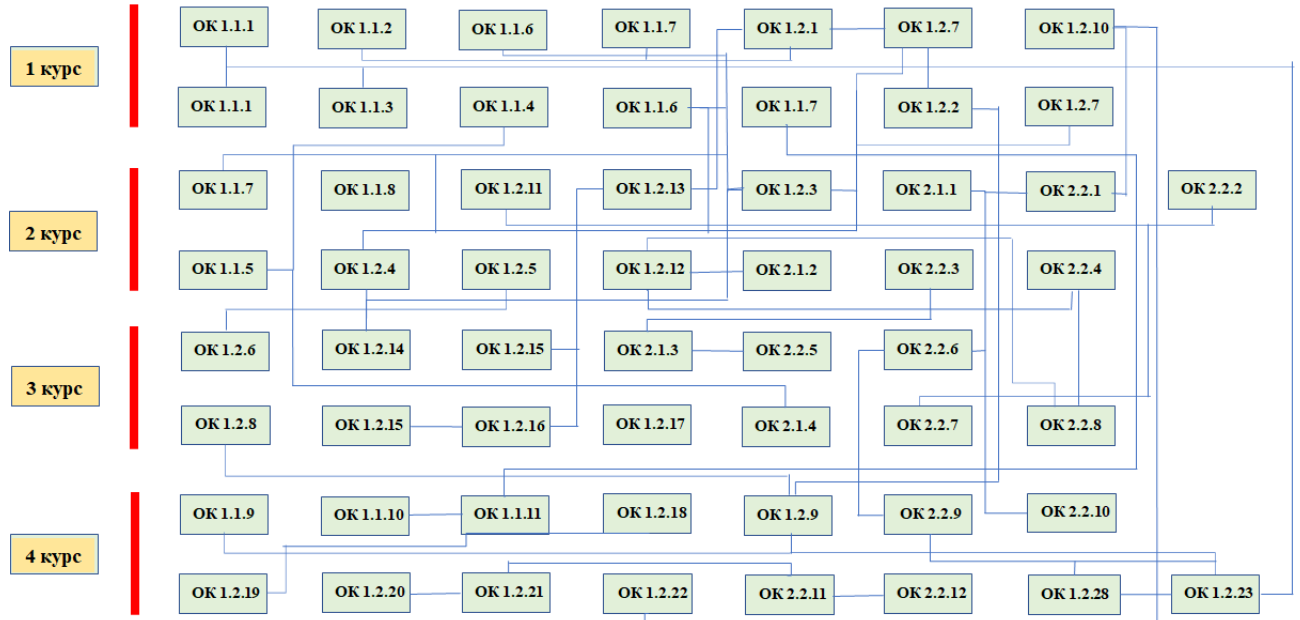 ОК 1.1.1 ОК 1.1.2 ОК 1.1.6 ОК 1.1.7 ОК 1.2.1 ОК 1.2.7 ОК 1.2.10
1 курс
ОК 1.1.1 ОК 1.1.3 ОК 1.1.4 ОК 1.1.6 ОК 1.1.7 ОК 1.2.2 ОК 1.2.7
ОК 1.1.7 ОК 1.1.8 ОК 1.2.11 ОК 1.2.13 ОК 1.2.3 ОК 2.1.1 ОК 2.2.1 ОК 2.2.2
2 курс
ОК 1.1.5 ОК 1.2.4 ОК 1.2.5 ОК 1.2.12 ОК 2.1.2 ОК 2.2.3 ОК 2.2.4
ОК 1.2.6 ОК 1.2.14 ОК 1.2.15 ОК 2.1.3 ОК 2.2.5 ОК 2.2.6
3 курс
ОК 1.2.8 ОК 1.2.15 ОК 1.2.16 ОК 1.2.17 ОК 2.1.4 ОК 2.2.7 ОК 2.2.8
ОК 1.1.9 ОК 1.1.10 ОК 1.1.11 ОК 1.2.18 ОК 1.2.9 ОК 2.2.9 ОК 2.2.10
4 курс
ОК 1.2.19 ОК 1.2.20 ОК 1.2.21 ОК 1.2.22 ОК 2.2.11 ОК 2.2.12 ОК 1.2.28 ОК 1.2.23